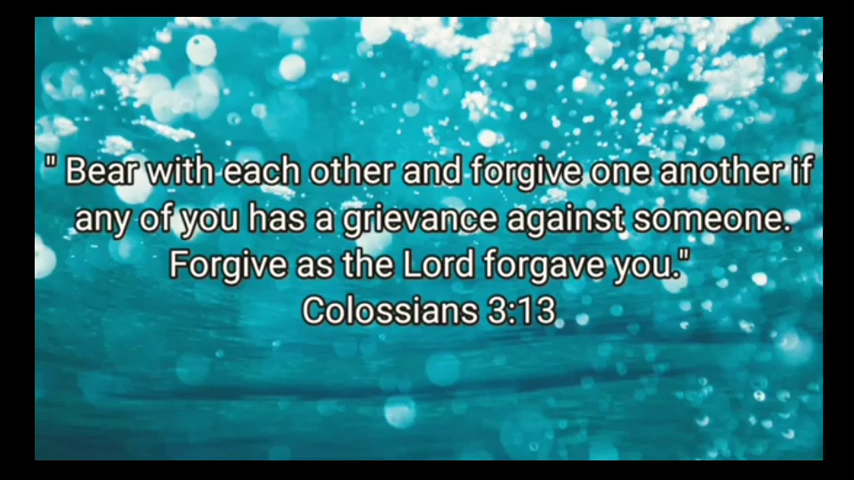 " Bear with each other and forgive one another if
any of you has a grievance against someone.
Forgive as the Lord forgave you."
Colossians 3:13